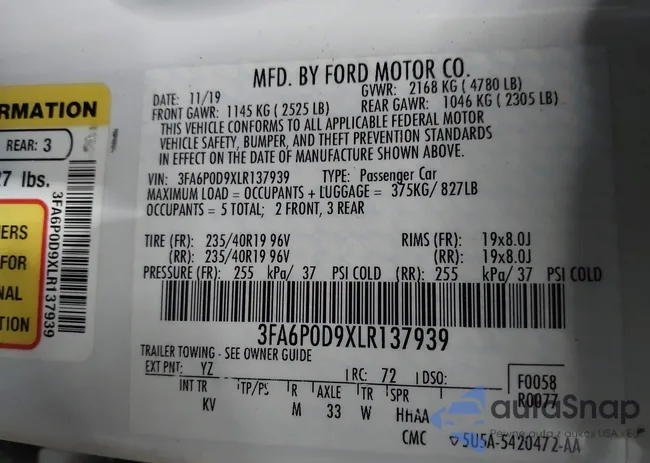 MFD. BY FORD MOTOR CO.
DATE: 11/19 GVWR: 2168 KG ( 4780 LB)
FRONT GAWR: 1145 KG ( 2525 LB) REAR GAWR: 1046 KG ( 2305 LB)
THIS VEHICLE CONFORMS TO ALL APPLICABLE FEDERAL MOTOR
VEHICLE SAFETY, BUMPER, AND THEFT PREVENTION STANDARDS
IN EFFECT ON THE DATE OF MANUFACTURE SHOWN ABOVE.
VIN: 3FA6P0D9XLR137939 TYPE: Passenger Car
MAXIMUM LOAD = OCCUPANTS + LUGGAGE = 375KG/ 827LB
OCCUPANTS = 5 TOTAL; 2 FRONT, 3 REAR
TIRE (FR): 235/40R19 96V RIMS (FR): 19x8.0J
(RR): 235/40R19 96V (RR): 19x8.0J
PRESSURE (FR): 255 kPa/ 37 PSI COLD (RR): 255 kPa/ 37 PSI COLD
3FA6P0D9XLR137939
TRAILER TOWING - SEE OWNER GUIDE
EXT PNT: YZ RC: 72 DSO: F0058
INT TR TP/PS R AXLE TR SPR R0077
KV M 33 W HHAA
CMC 5U5A-5420472-AA
RMATION
REAR: 3
7 lbs.
3FA6P0D9XLR137939
ERS
FOR
NAL
TION
autoSnap
Pewne auta z aukcji USA i EU